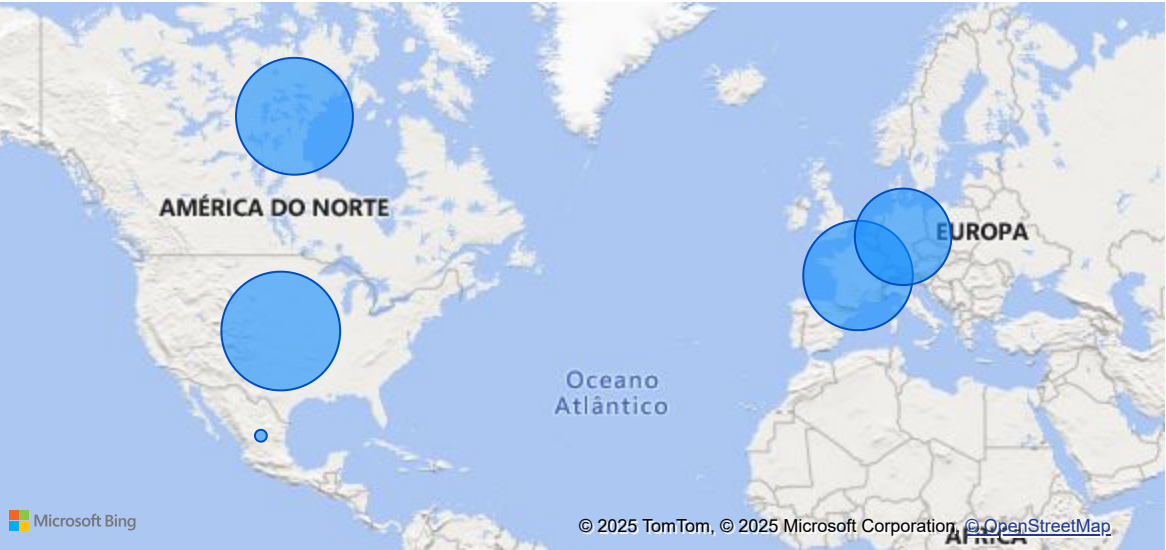 AMÉRICA DO NORTE
EUROPA
Oceano
Atlântico
Microsoft Bing
© 2025 TomTom, © 2025 Microsoft Corporation, © OpenStreetMap
ÁFRICA